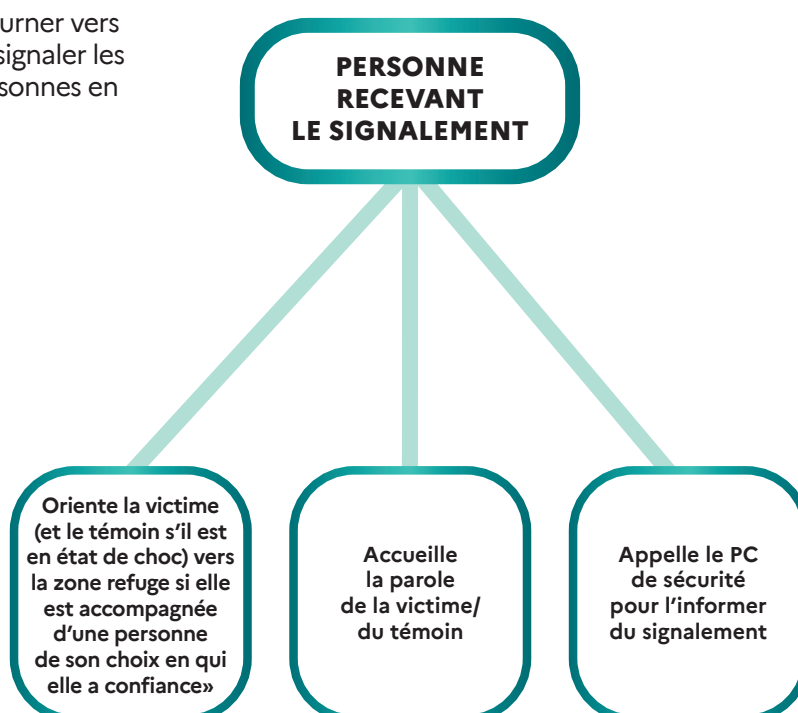 ourner vers
signaler les
sonnes en
PERSONNE
RECEVANT
LE SIGNALEMENT
Oriente la victime
(et le témoin s’il est
en état de choc) vers
la zone refuge si elle
est accompagnée
d’une personne
de son choix en qui
elle a confiance»
Accueille
la parole
de la victime/
du témoin
Appelle le PC
de sécurité
pour l’informer
du signalement